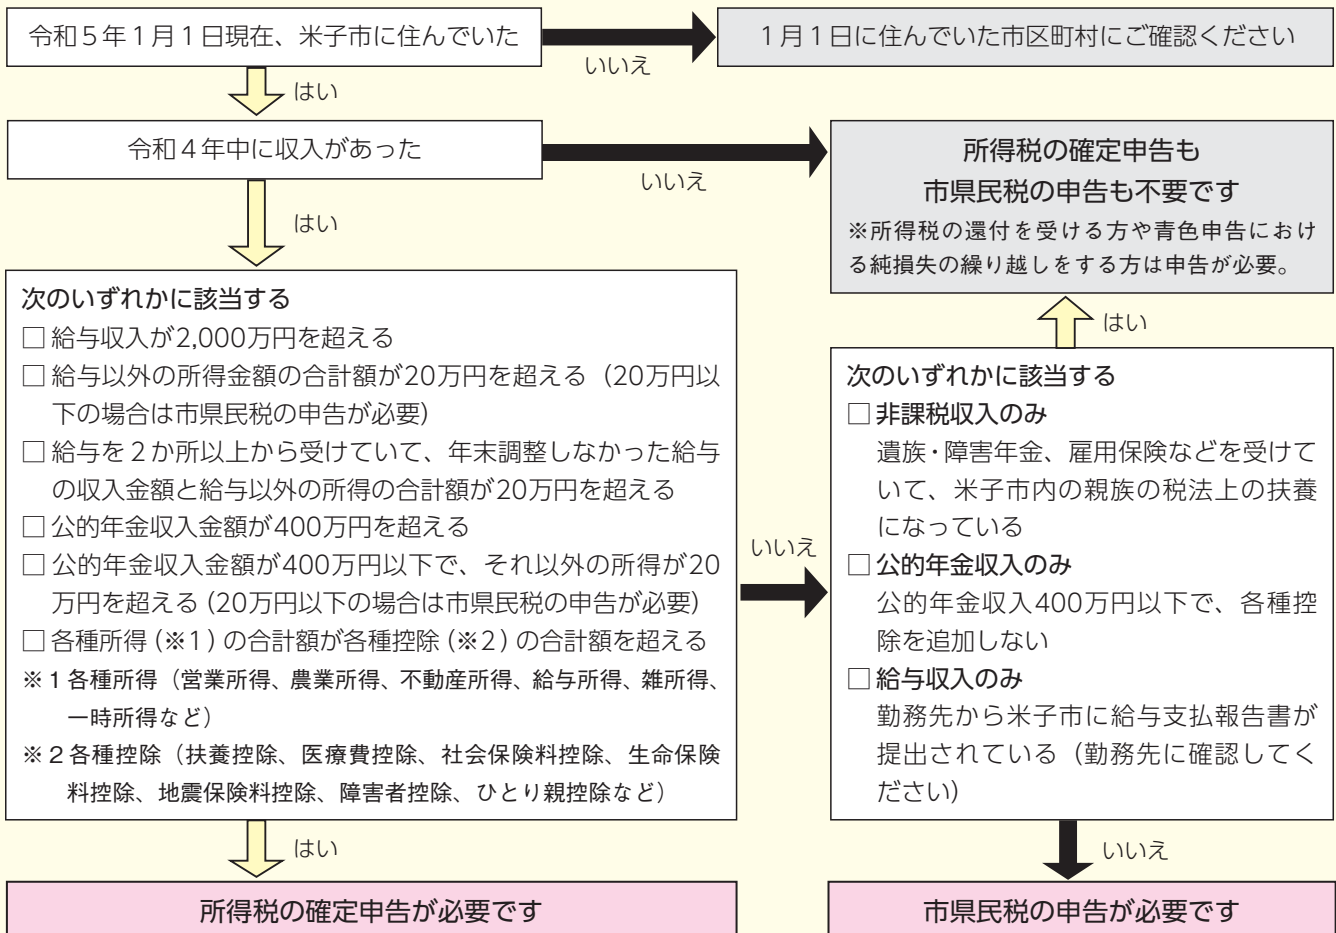 令和5年1月1日現在、米子市に住んでいた
いいえ
1月1日に住んでいた市区町村にご確認ください
はい
令和4年中に収入があった
いいえ
所得税の確定申告も
市県民税の申告も不要です
※所得税の還付を受ける方や青色申告におけ
る純損失の繰り越しをする方は申告が必要。
はい
次のいずれかに該当する
□給与収入が2,000万円を超える
□給与以外の所得金額の合計額が20万円を超える（20万円以
下の場合は市県民税の申告が必要）
□給与を2か所以上から受けていて、年末調整しなかった給与
の収入金額と給与以外の所得の合計額が20万円を超える
□公的年金収入金額が400万円を超える
□公的年金収入金額が400万円以下で、それ以外の所得が20
万円を超える（20万円以下の場合は市県民税の申告が必要）
□各種所得（※1）の合計額が各種控除（※2）の合計額を超える
※1各種所得（営業所得、農業所得、不動産所得、給与所得、雑所得、
一時所得など）
※2各種控除（扶養控除、医療費控除、社会保険料控除、生命保険
料控除、地震保険料控除、障害者控除、ひとり親控除など）
いいえ
はい
次のいずれかに該当する
□非課税収入のみ
遺族・障害年金、雇用保険などを受けて
いて、米子市内の親族の税法上の扶養
になっている
□公的年金収入のみ
公的年金収入400万円以下で、各種控
除を追加しない
□給与収入のみ
勤務先から米子市に給与支払報告書が
提出されている（勤務先に確認してく
ださい）
はい
いいえ
所得税の確定申告が必要です
市県民税の申告が必要です